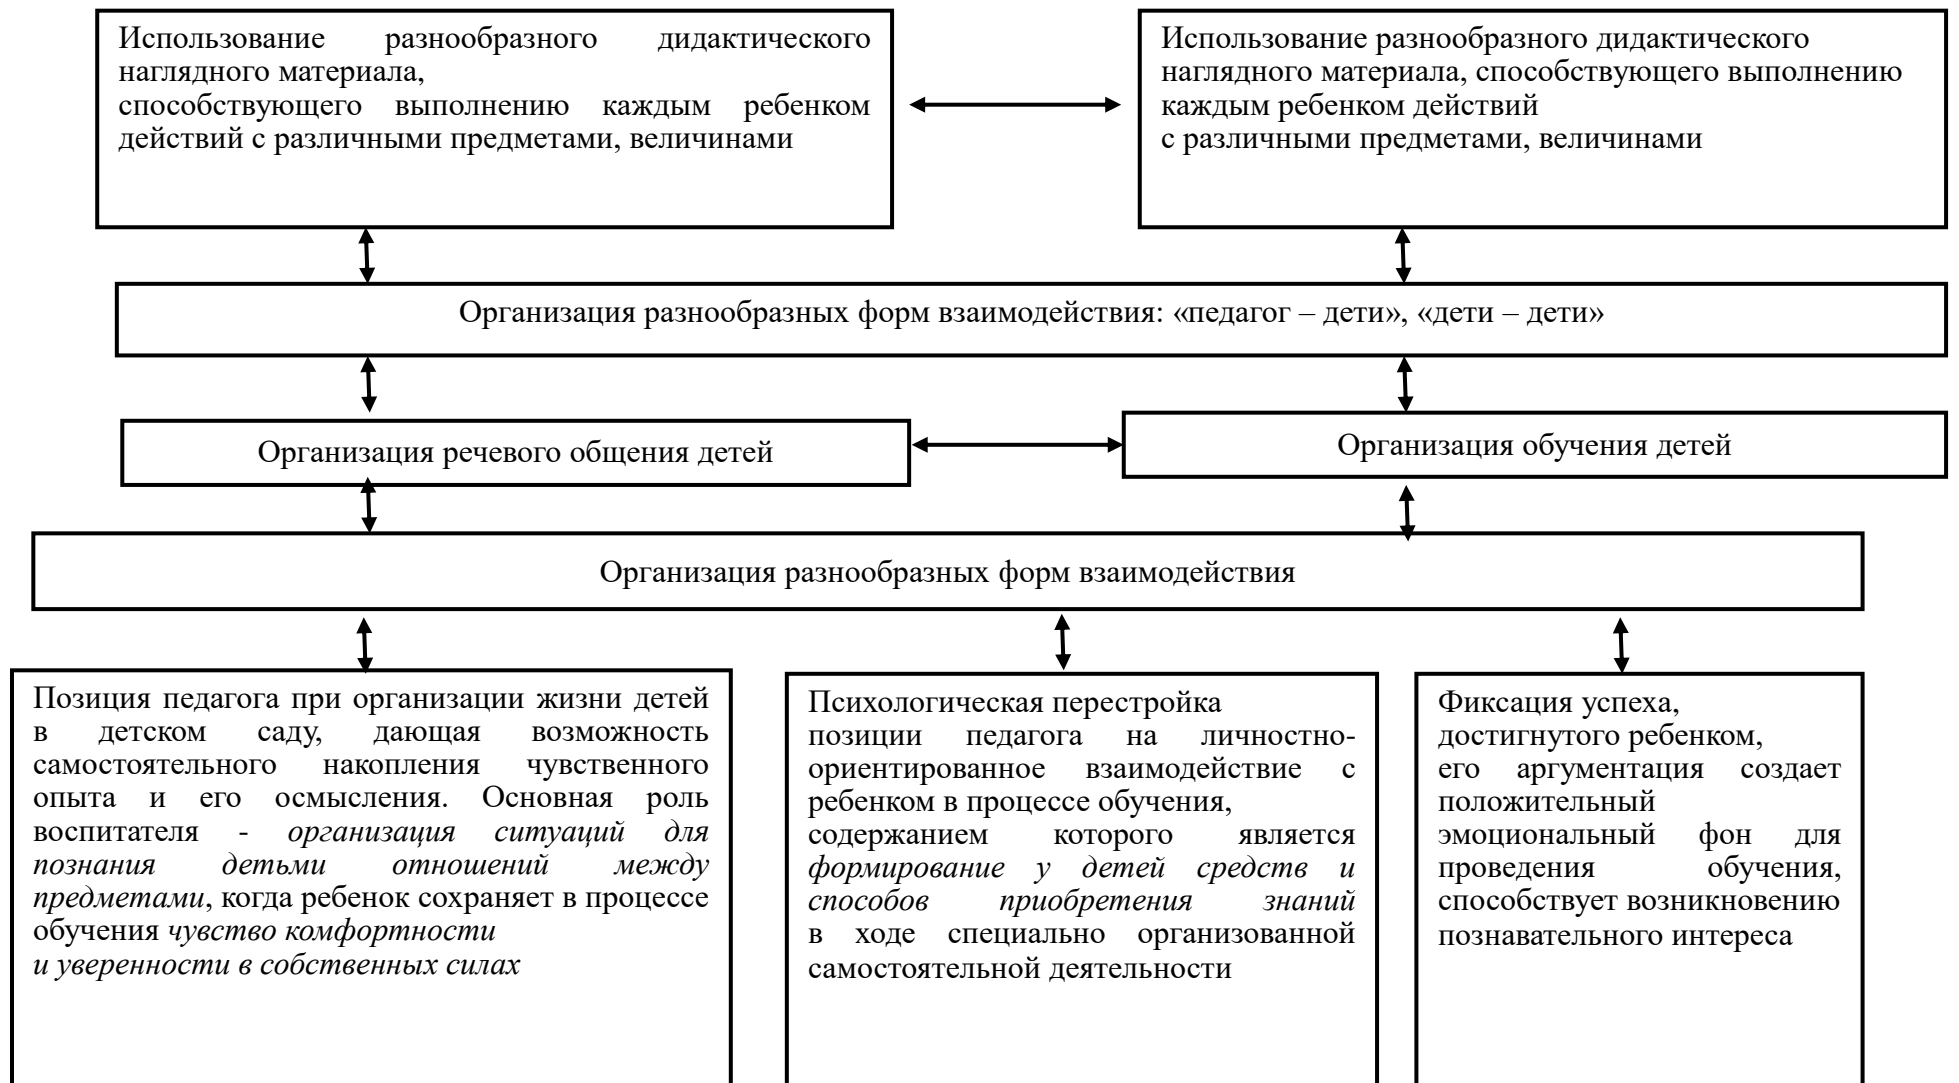 Использование разнообразного дидактического
наглядного материала,
способствующего выполнению каждым ребенком
действий с различными предметами, величинами
Использование разнообразного дидактического
наглядного материала, способствующего выполнению
каждым ребенком действий
с различными предметами, величинами
Организация разнообразных форм взаимодействия: «педагог – дети», «дети – дети»
Организация речевого общения детей
Организация обучения детей
Организация разнообразных форм взаимодействия
Позиция педагога при организации жизни детей
в детском саду, дающая возможность
самостоятельного накопления чувственного
опыта и его осмысления. Основная роль
воспитателя - организация ситуаций для
познания детьми отношений между
предметами, когда ребенок сохраняет в процессе
обучения чувство комфортности
и уверенности в собственных силах
Психологическая перестройка
позиции педагога на личностно-
ориентированное взаимодействие с
ребенком в процессе обучения,
содержанием которого является
формирование у детей средств и
способов приобретения знаний
в ходе специально организованной
самостоятельной деятельности
Фиксация успеха,
достигнутого ребенком,
его аргументация создает
положительный
эмоциональный фон для
проведения обучения,
способствует возникновению
познавательного интереса